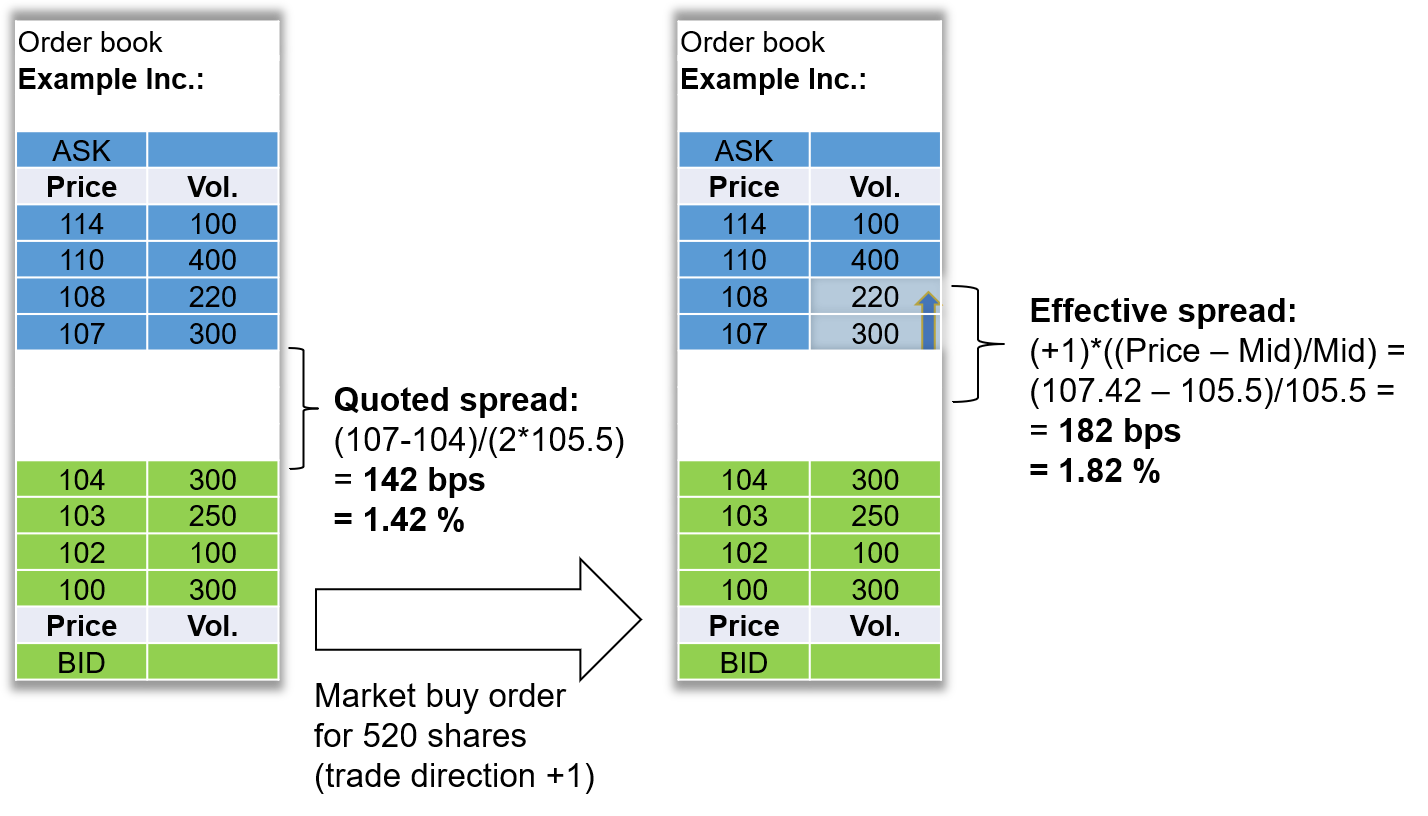 Order book
Example Inc.:
ASK
Price Vol.
114 100
110 400
108 220
107 300
104 300
103 250
102 100
100 300
Price Vol.
BID
Quoted spread:
(107-104)/(2*105.5)
= 142 bps
= 1.42 %
Market buy order
for 520 shares
(trade direction +1)
Order book
Example Inc.:
ASK
Price Vol.
114 100
110 400
108 220
107 300
104 300
103 250
102 100
100 300
Price Vol.
BID
Effective spread:
(+1)*((Price – Mid)/Mid) =
(107.42 – 105.5)/105.5 =
= 182 bps
= 1.82 %